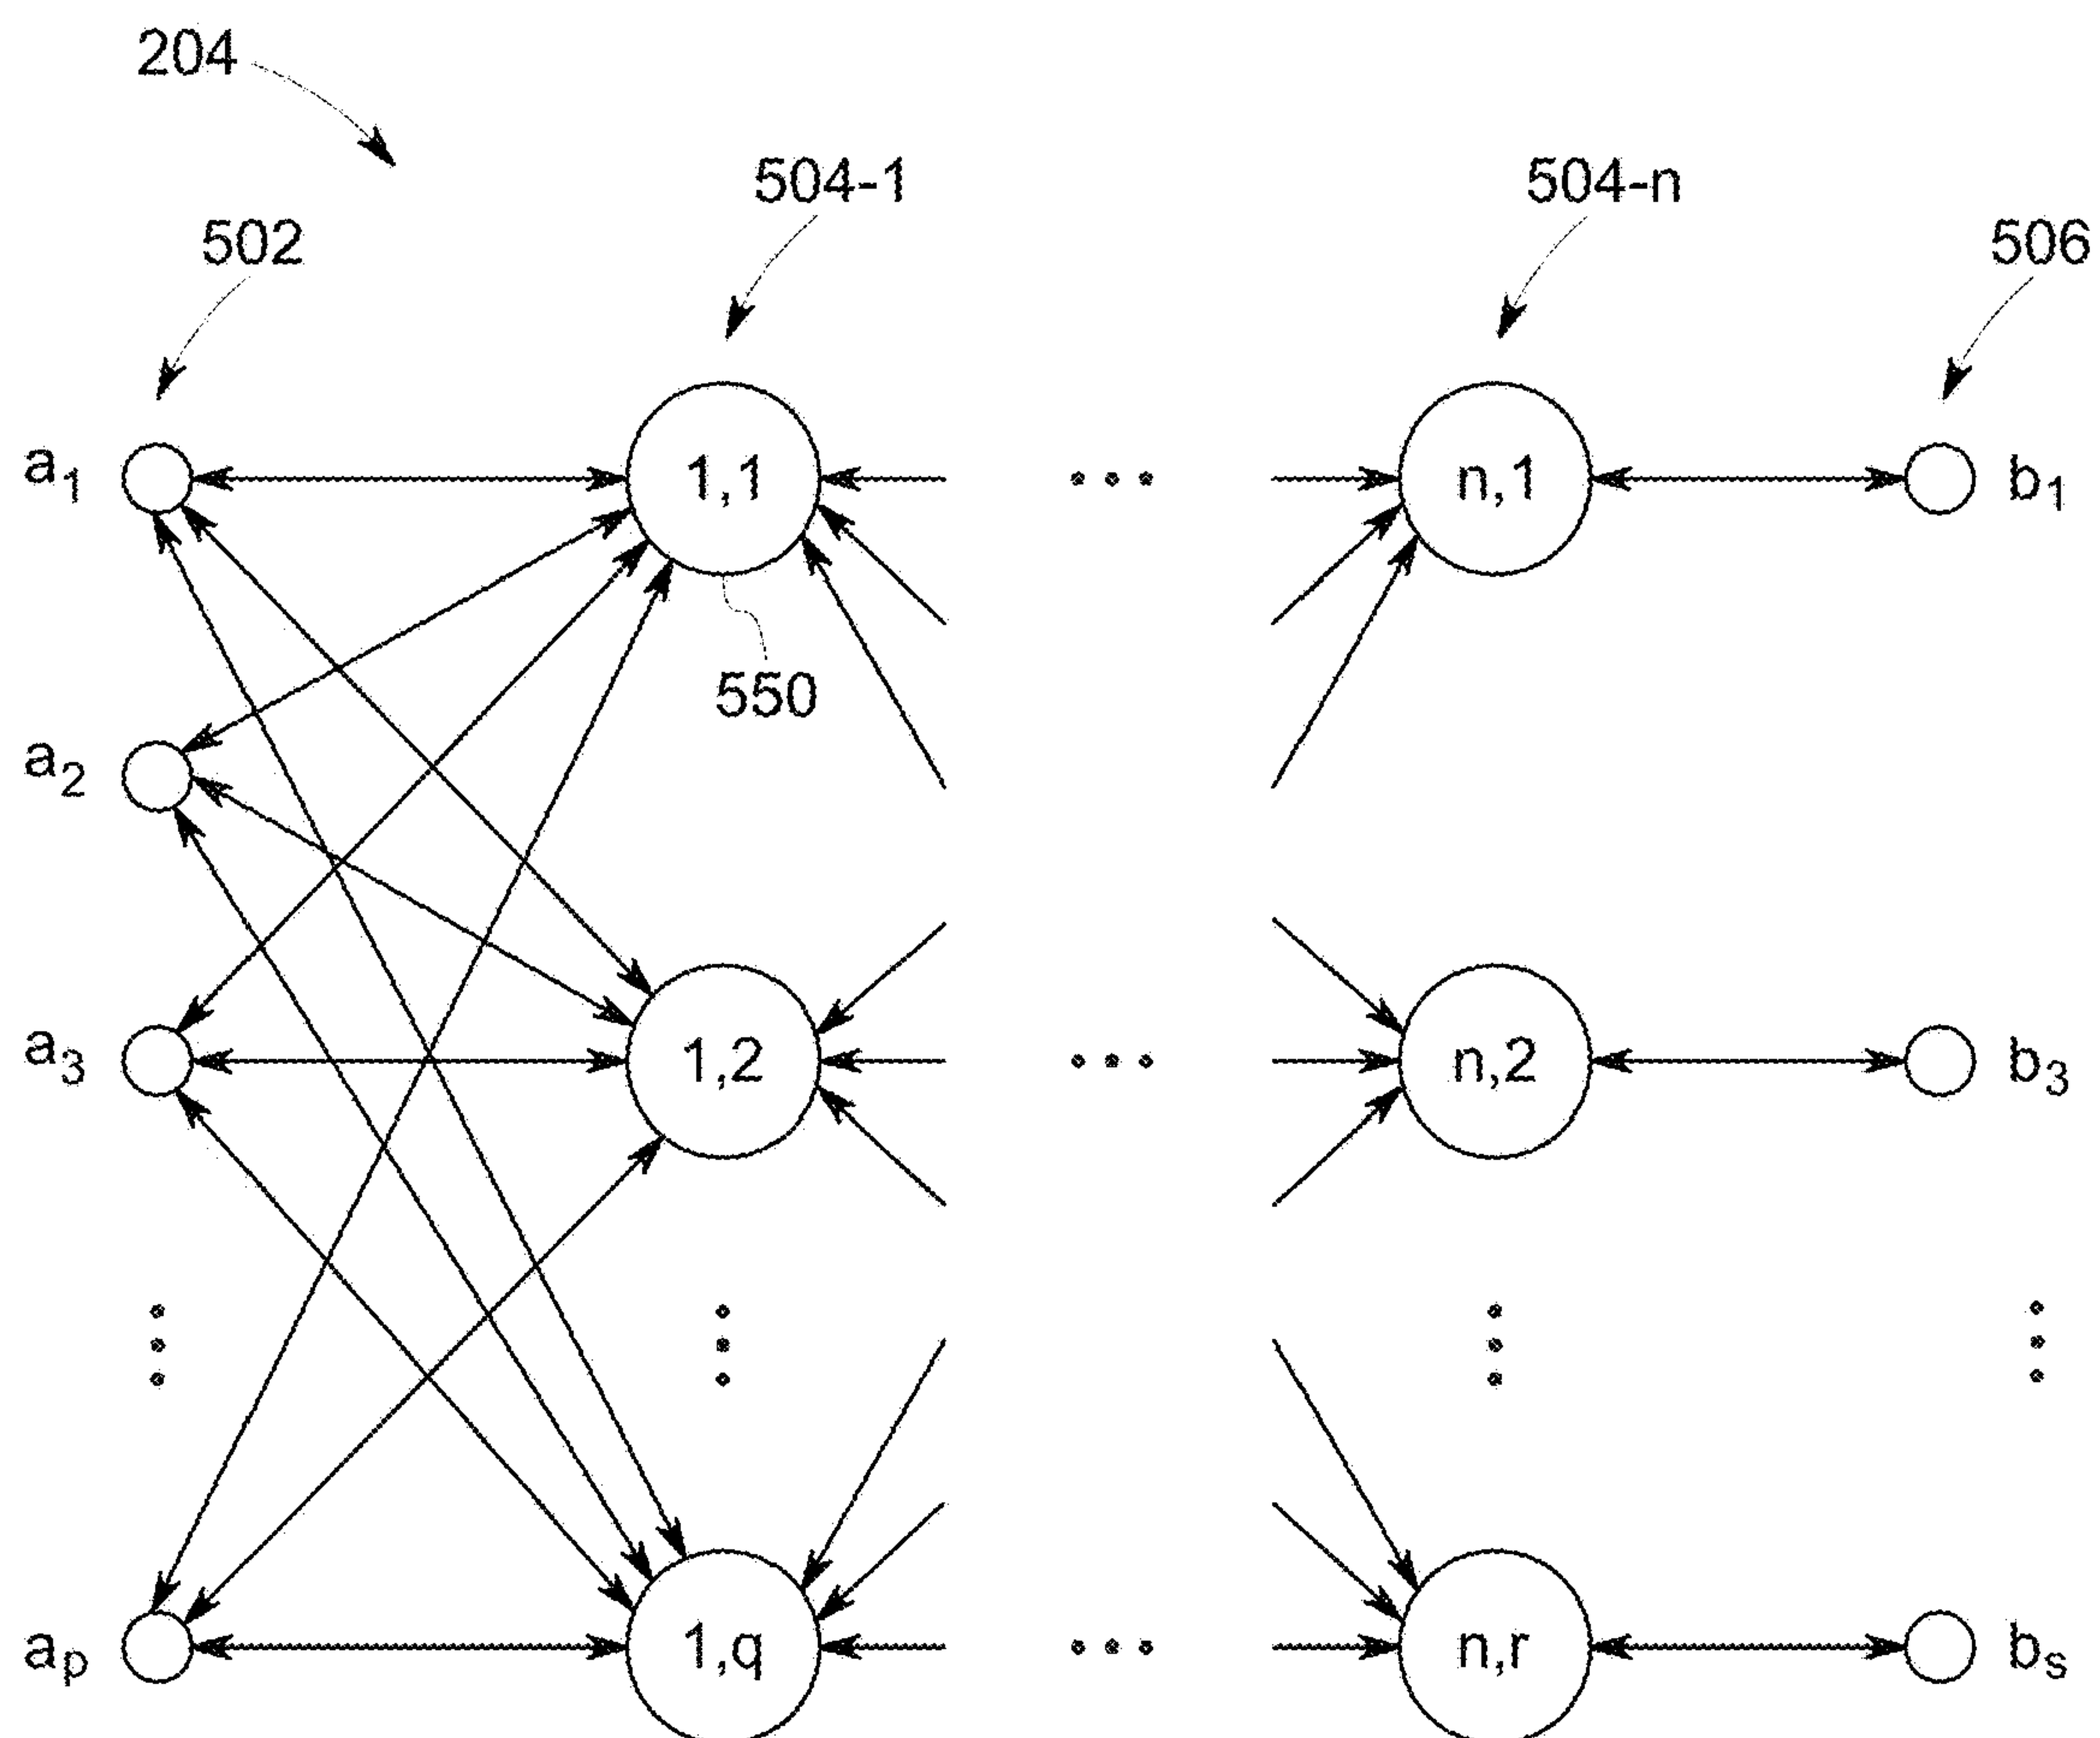 204
504-1
504-n
502
506
a1
1,1
n,1
b1
550
a2
a3
1,2
n,2
b3
ap
1,q
n,r
bs